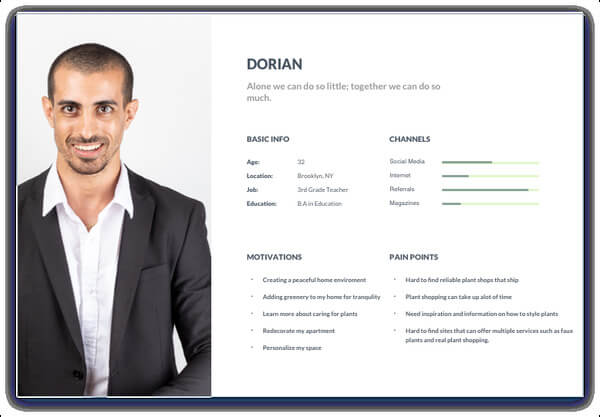 DORIAN
Alone we can do so little; together we can do so
much.
BASIC INFO
Age: 32
Location: Brooklyn, NY
Job: 3rd Grade Teacher
Education: B.A in Education
CHANNELS
Social Media
Internet
Referrals
Magazines
MOTIVATIONS
• Creating a peaceful home enviroment
• Adding greenery to my home for tranquility
• Learn more about caring for plants
• Redecorate my apartment
• Personalize my space
PAIN POINTS
• Hard to find reliable plant shops that ship
• Plant shopping can take up alot of time
• Need inspiration and information on how to style plants
• Hard to find sites that can offer multiple services such as faux
plants and real plant shopping.